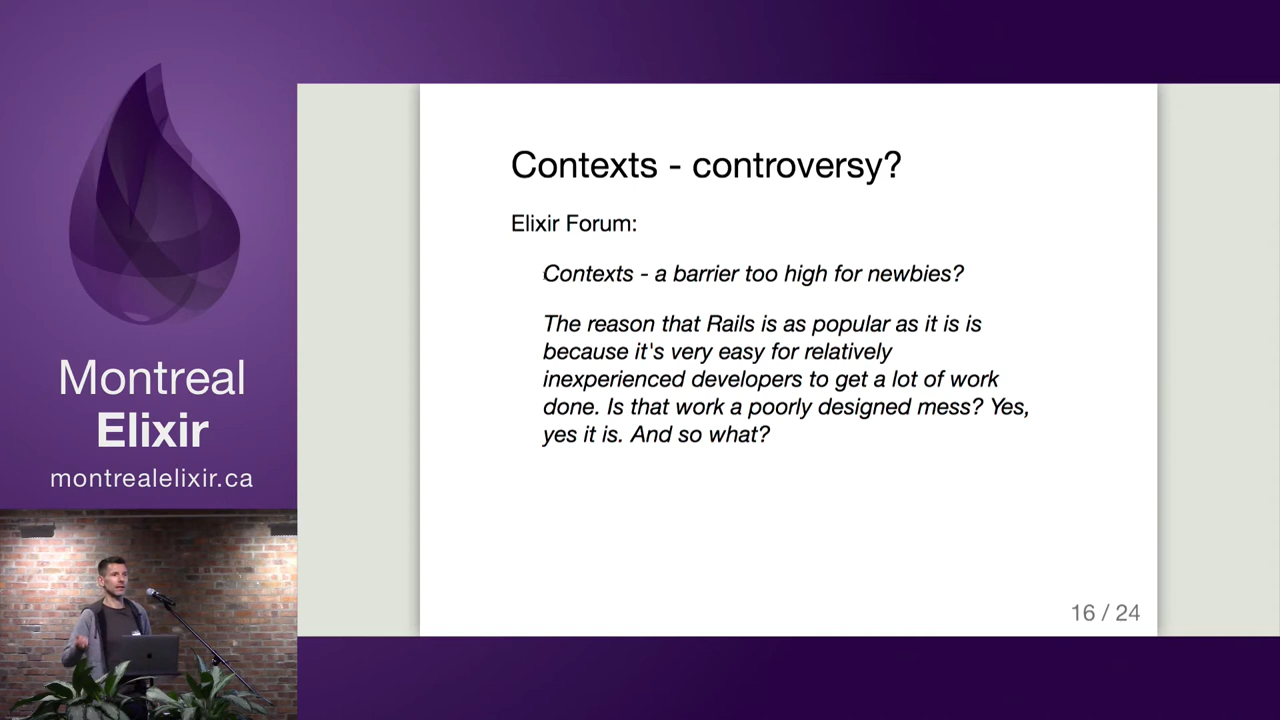 Montreal
Elixir
montrealelixir.ca
Contexts - controversy?
Elixir Forum:
Contexts - a barrier too high for newbies?
The reason that Rails is as popular as it is is
because it's very easy for relatively
inexperienced developers to get a lot of work
done. Is that work a poorly designed mess? Yes,
yes it is. And so what?
16 / 24